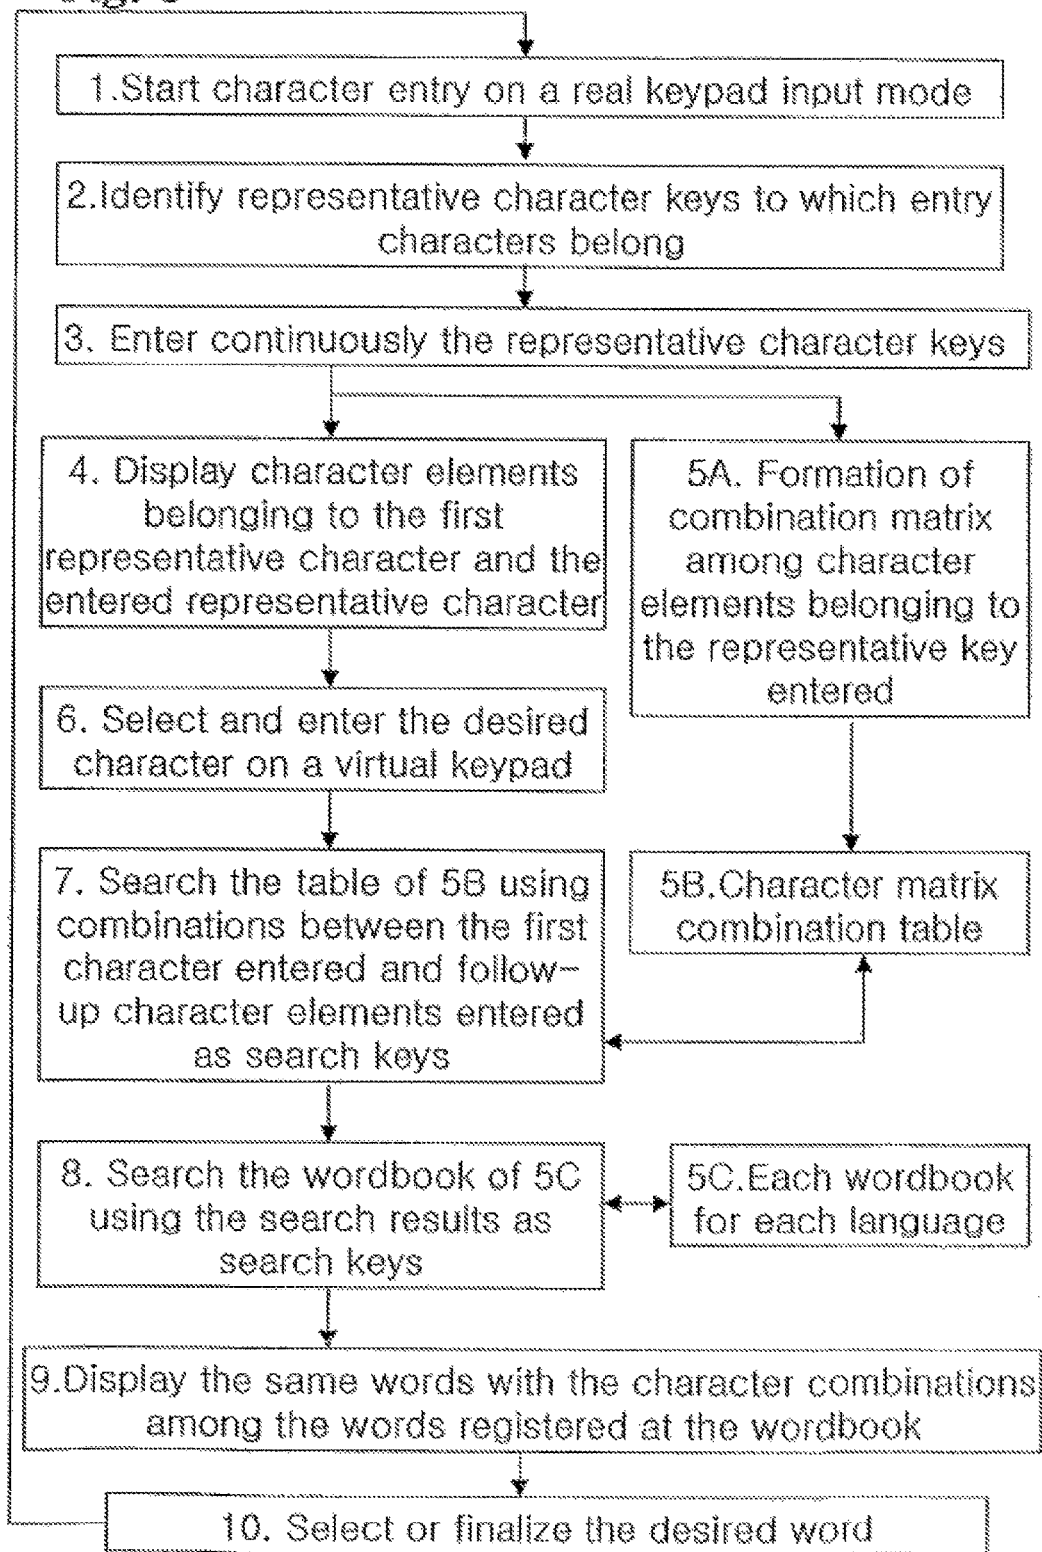 1.Start character entry on a real keypad input mode
2.Identify representative character keys to which entry
characters belong
3. Enter continuously the representative character keys
4. Display character elements
belonging to the first
representative character and the
entered representative character
5A. Formation of
combination matrix
among character
elements belonging to
the representative key
entered
6. Select and enter the desired
character on a virtual keypad
7. Search the table of 5B using
combinations between the first
character entered and follow-
up character elements entered
as search keys
5B.Character matrix
combination table
8. Search the wordbook of 5C
using the search results as
search keys
5C.Each wordbook
for each language
9.Display the same words with the character combinations
among the words registered at the wordbook
10. Select or finalize the desired word